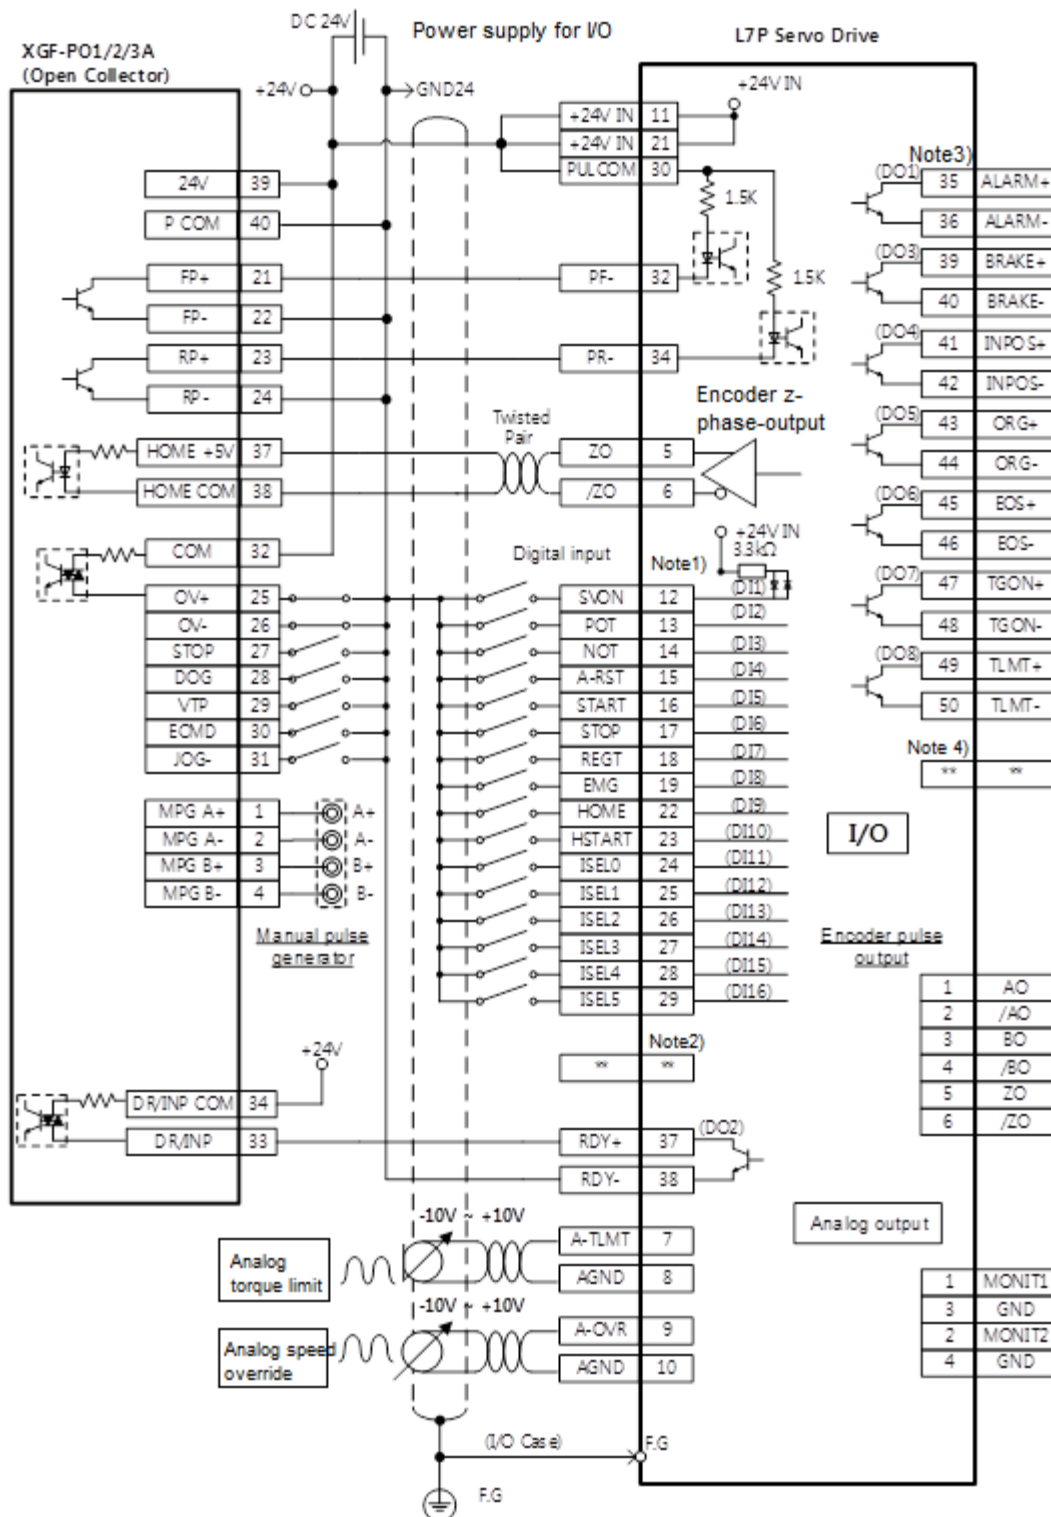 DC 24V
Power supply for I/O
L7P Servo Drive
XGF-PO1/2/3A
(Open Collector)
+24V
GND24
+24V IN
+24V IN 11
+24V IN 21
PULCOM 30
1.5K
1.5K
24V 39
P COM 40
FP+ 21
FP- 22
RP+ 23
RP- 24
HOME +5V 37
HOME COM 38
COM 32
OV+ 25
OV- 26
STOP 27
DOG 28
VTP 29
ECMD 30
JOG- 31
MPG A+ 1 A+
MPG A- 2 A-
MPG B+ 3 B+
MPG B- 4 B-
Manual pulse
generator
+24V
DR/INP COM 34
DR/INP 33
PF- 32
PR- 34
Twisted
Pair
ZO 5
/ZO 6
Encoder z-
phase-output
+24V IN
3.3kΩ
Digital input
Note1)
SVON 12 (DI1)
POT 13 (DI2)
NOT 14 (DI3)
A-RST 15 (DI4)
START 16 (DI5)
STOP 17 (DI6)
REGT 18 (DI7)
EMG 19 (DI8)
HOME 22 (DI9)
HSTART 23 (DI10)
ISEL0 24 (DI11)
ISEL1 25 (DI12)
ISEL2 26 (DI13)
ISEL3 27 (DI14)
ISEL4 28 (DI15)
ISEL5 29 (DI16)
Note2)
** **
RDY+ 37 (DO2)
RDY- 38
-10V ~ +10V
Analog
torque limit
A-TLMT 7
AGND 8
-10V ~ +10V
Analog speed
override
A-OVR 9
AGND 10
(I/O Case)
F.G
F.G
Note3)
(DO1) 35 ALARM+
36 ALARM-
(DO3) 39 BRAKE+
40 BRAKE-
(DO4) 41 INPOS+
42 INPOS-
(DO5) 43 ORG+
44 ORG-
(DO6) 45 EOS+
46 EOS-
(DO7) 47 TGON+
48 TGON-
(DO8) 49 TLMT+
50 TLMT-
Note 4)
** **
I/O
Encoder pulse
output
1 AO
2 /AO
3 BO
4 /BO
5 ZO
6 /ZO
Analog output
1 MONIT1
3 GND
2 MONIT2
4 GND